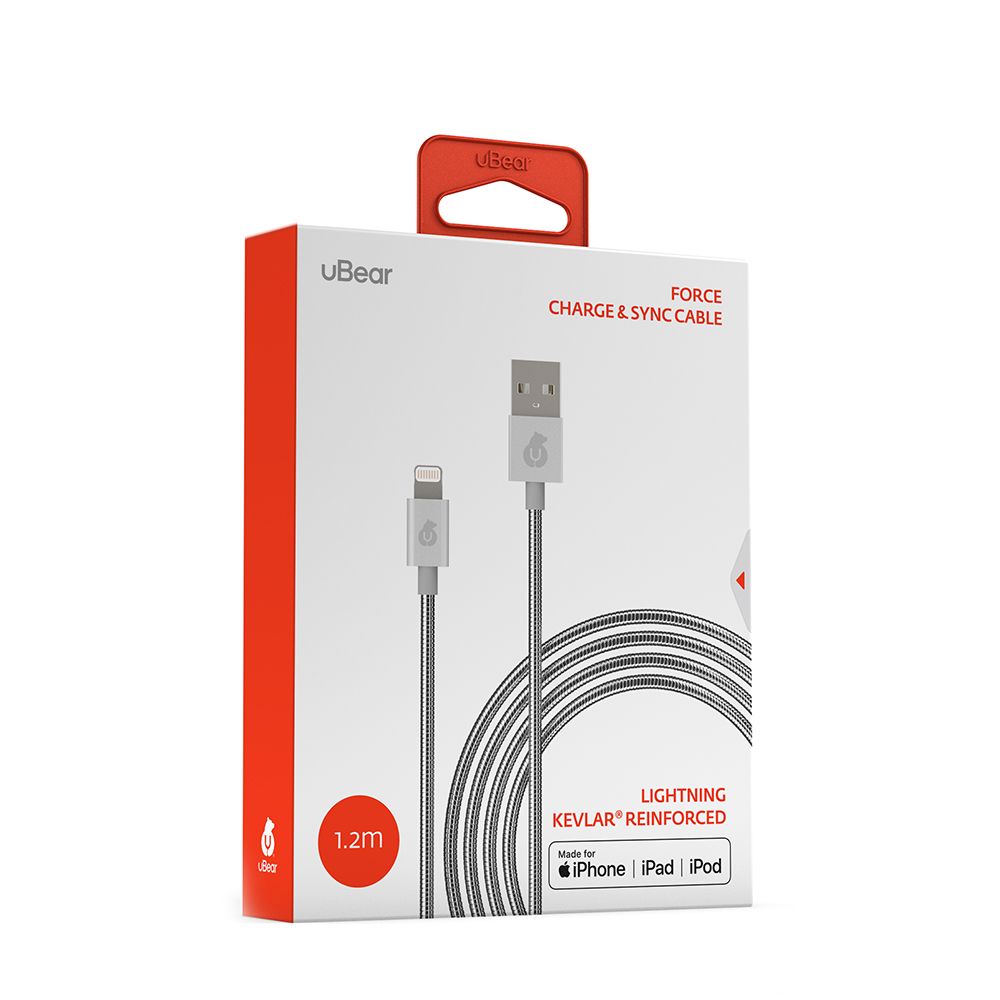 uBear
uBear
FORCE
CHARGE & SYNC CABLE
1.2m
LIGHTNING
KEVLAR® REINFORCED
Made for
iPhone | iPad | iPod
uBear